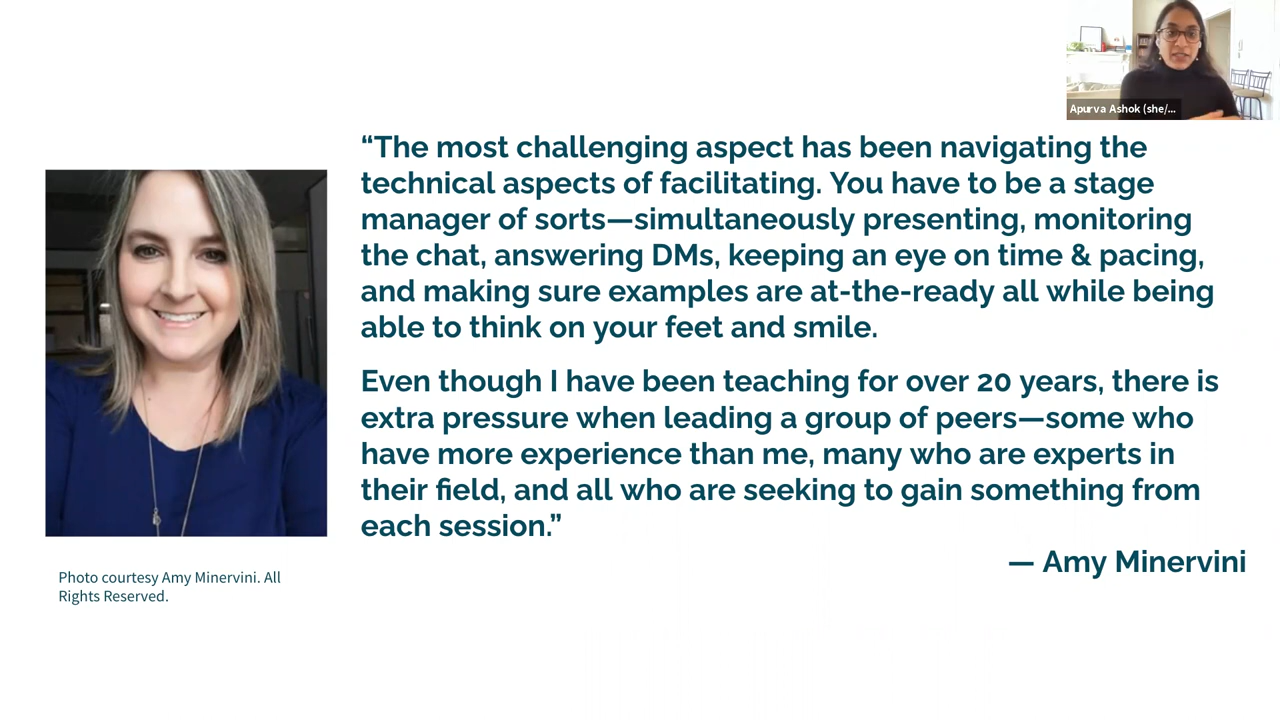 Apurva Ashok (she/...
“The most challenging aspect has been navigating the
technical aspects of facilitating. You have to be a stage
manager of sorts—simultaneously presenting, monitoring
the chat, answering DMs, keeping an eye on time & pacing,
and making sure examples are at-the-ready all while being
able to think on your feet and smile.
Even though I have been teaching for over 20 years, there is
extra pressure when leading a group of peers—some who
have more experience than me, many who are experts in
their field, and all who are seeking to gain something from
each session.”
— Amy Minervini
Photo courtesy Amy Minervini. All
Rights Reserved.